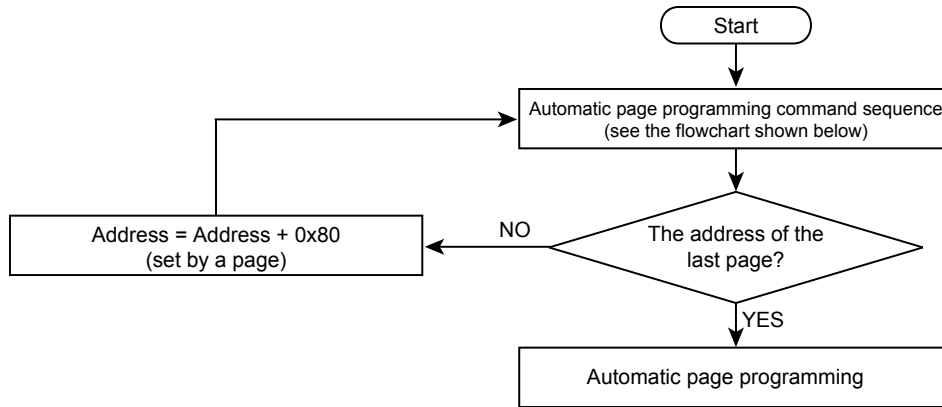 Start
Automatic page programming command sequence
(see the flowchart shown below)
Address = Address + 0x80
(set by a page)
NO
The address of the
last page?
YES
Automatic page programming